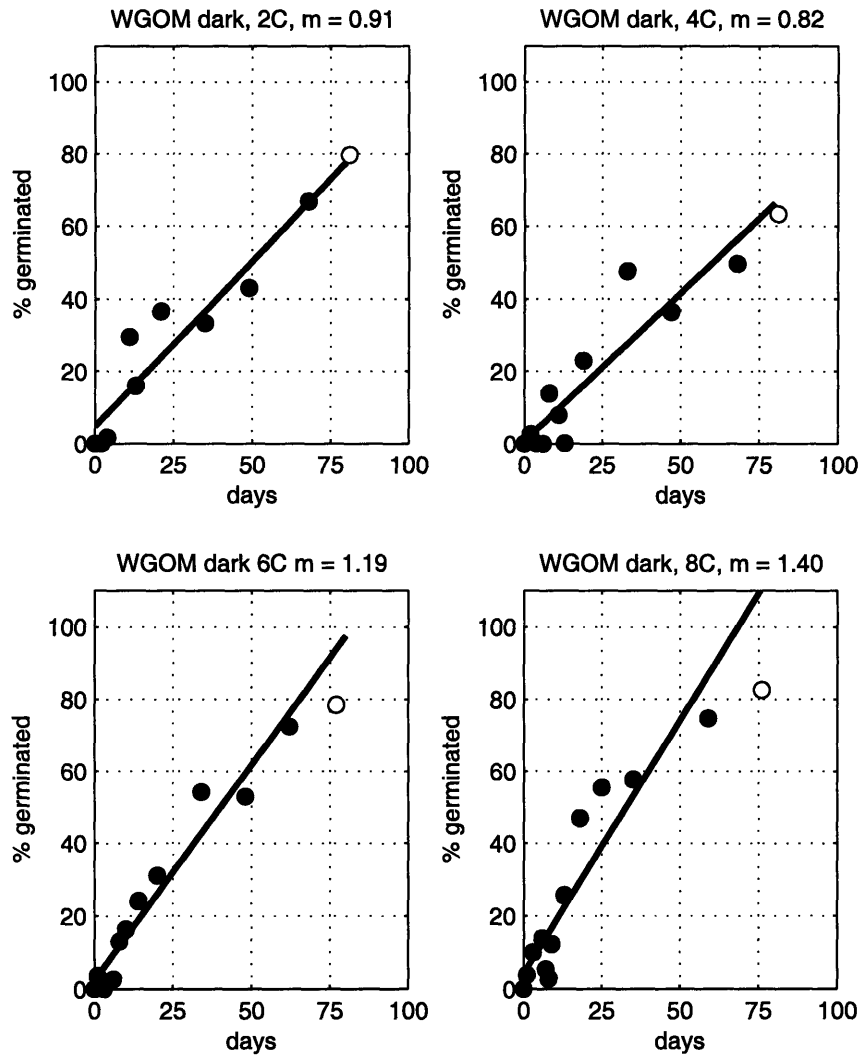 WGOM dark, 2C, m = 0.91
% germinated
100
80
60
40
20
0
0 25 50 75 100
days
WGOM dark, 4C, m = 0.82
% germinated
100
80
60
40
20
0
0 25 50 75 100
days
WGOM dark 6C m = 1.19
% germinated
100
80
60
40
20
0
0 25 50 75 100
days
WGOM dark, 8C, m = 1.40
% germinated
100
80
60
40
20
0
0 25 50 75 100
days